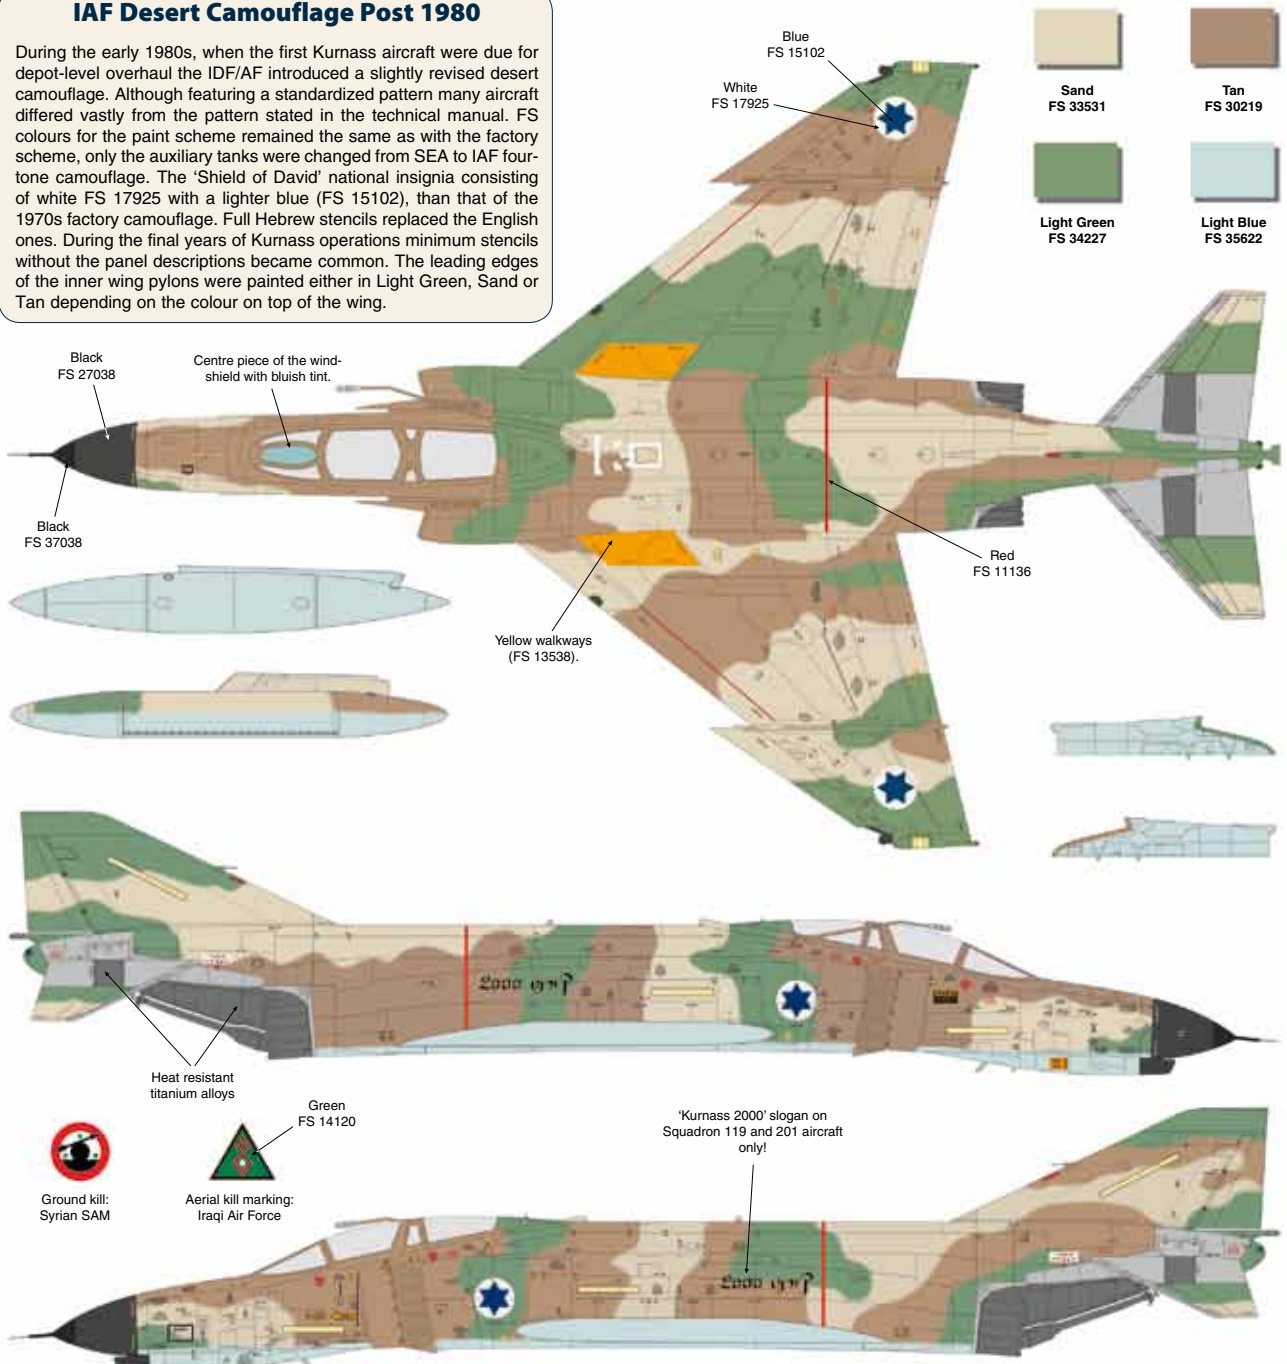 IAF Desert Camouflage Post 1980
During the early 1980s, when the first Kurnass aircraft were due for
depot-level overhaul the IDF/AF introduced a slightly revised desert
camouflage. Although featuring a standardized pattern many aircraft
differed vastly from the pattern stated in the technical manual. FS
colours for the paint scheme remained the same as with the factory
scheme, only the auxiliary tanks were changed from SEA to IAF four-
tone camouflage. The ‘Shield of David’ national insignia consisting
of white FS 17925 with a lighter blue (FS 15102), than that of the
1970s factory camouflage. Full Hebrew stencils replaced the English
ones. During the final years of Kurnass operations minimum stencils
without the panel descriptions became common. The leading edges
of the inner wing pylons were painted either in Light Green, Sand or
Tan depending on the colour on top of the wing.
Blue
FS 15102
White
FS 17925
Sand
FS 33531
Tan
FS 30219
Light Green
FS 34227
Light Blue
FS 35622
Black
FS 27038
Centre piece of the wind-
shield with bluish tint.
Black
FS 37038
Red
FS 11136
Yellow walkways
(FS 13538).
2000
Heat resistant
titanium alloys
Green
FS 14120
‘Kurnass 2000’ slogan on
Squadron 119 and 201 aircraft
only!
Ground kill:
Syrian SAM
Aerial kill marking:
Iraqi Air Force
2000